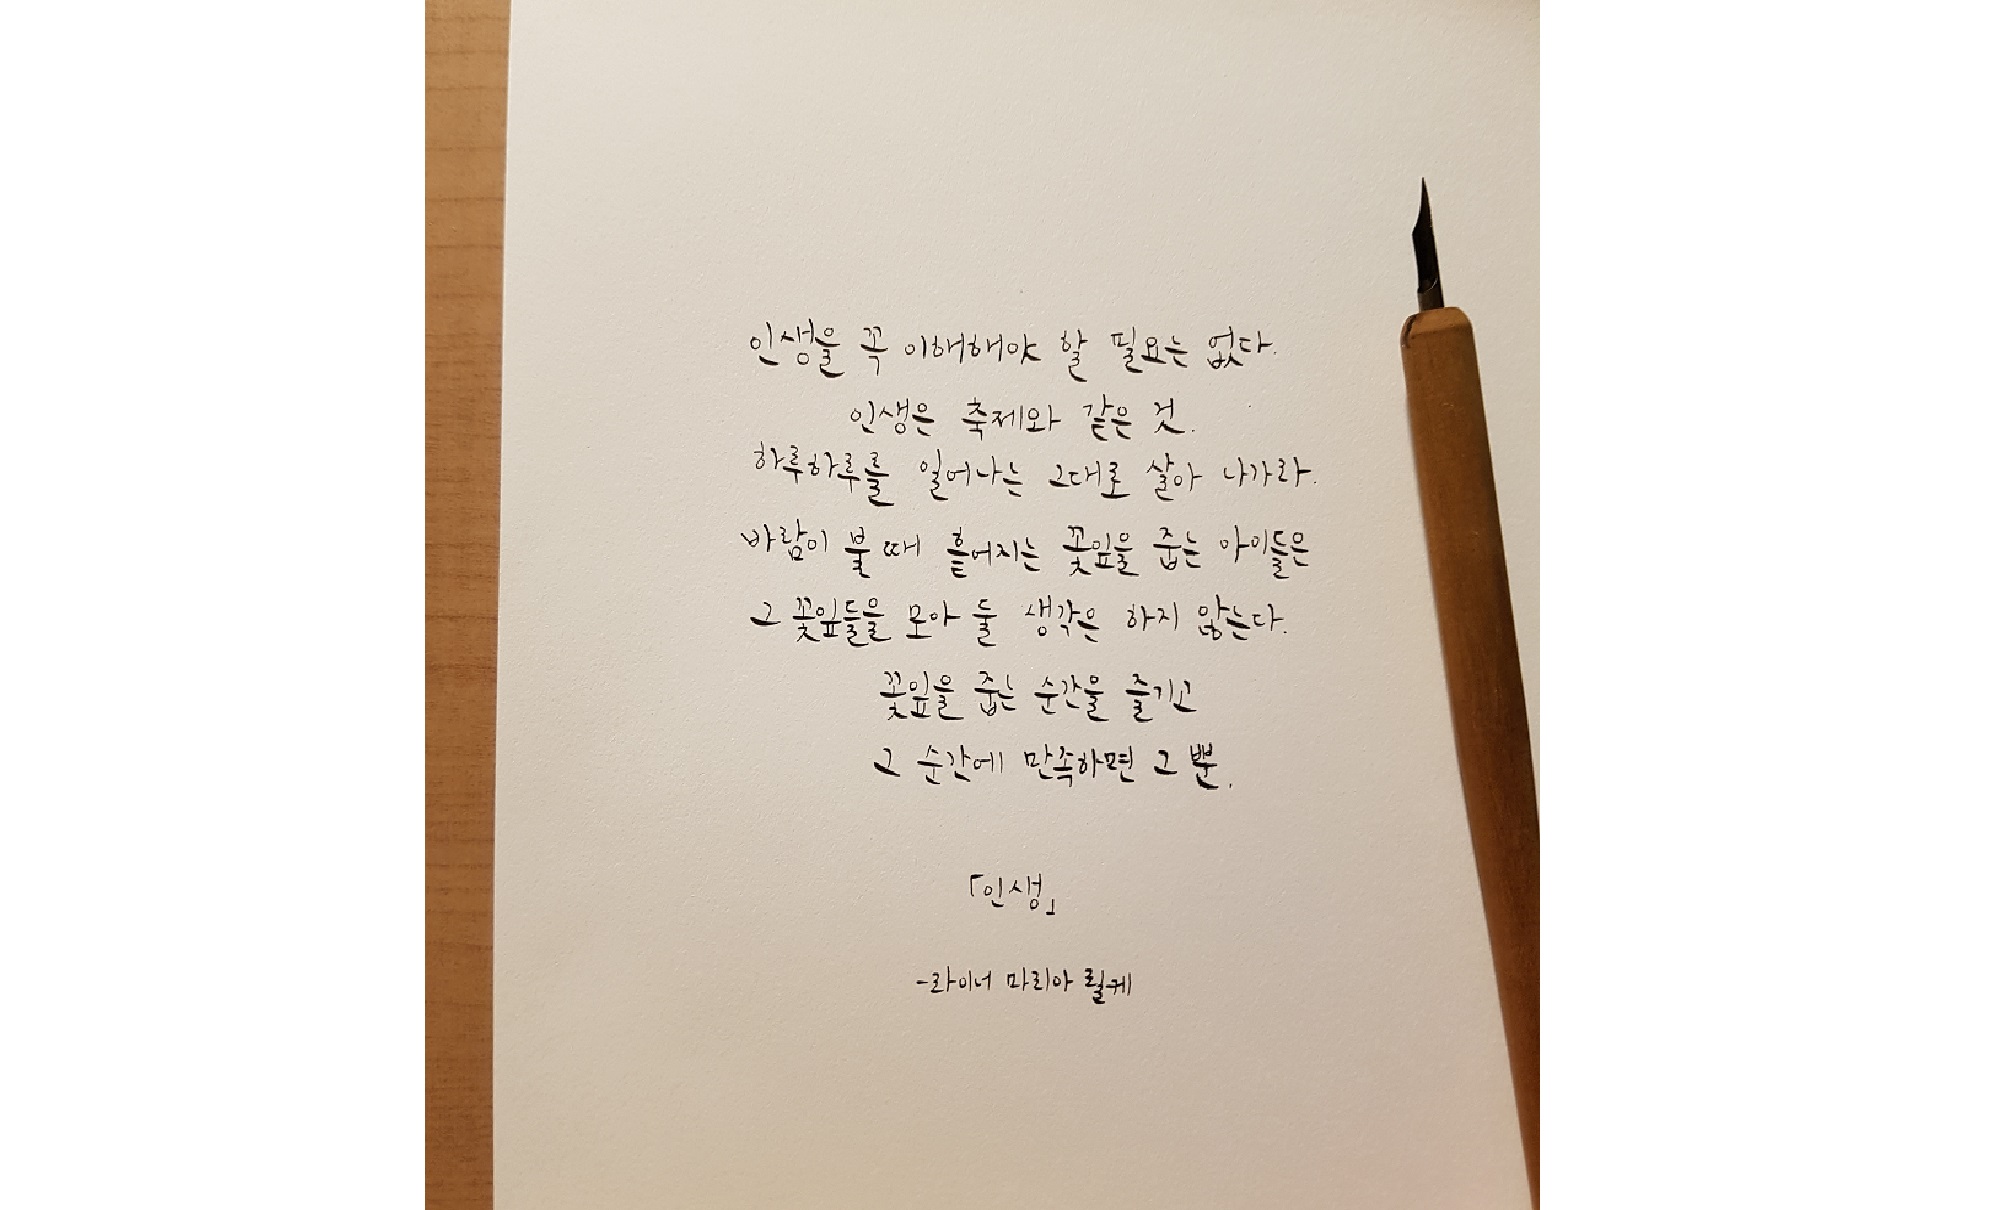 인생을 꼭 이해해야 할 필요는 없다.
인생은 축제와 같은 것.
하루하루를 일어나는 그대로 살아 나가라.
바람이 불 때 흩어지는 꽃잎을 줍는 아이들은
그 꽃잎들을 모아 둘 생각은 하지 않는다.
꽃잎을 줍는 순간을 즐기고
그 순간에 만족하면 그 뿐.
「인생」
-라이너 마리아 릴케